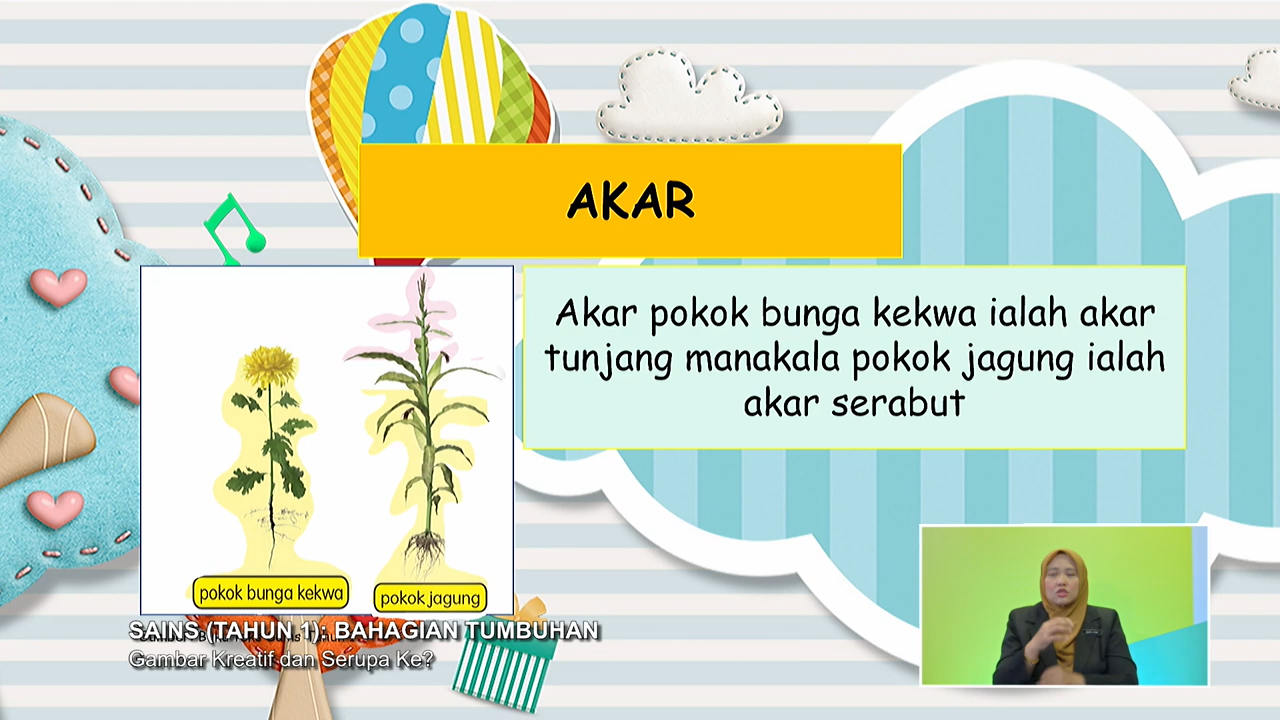 AKAR
Akar pokok bunga kekwa ialah akar
tunjang manakala pokok jagung ialah
akar serabut
pokok bunga kekwa
pokok jagung
SAINS (TAHUN 1): BAHAGIAN TUMBUHAN
Gambar Kreatif dan Serupa Ke?